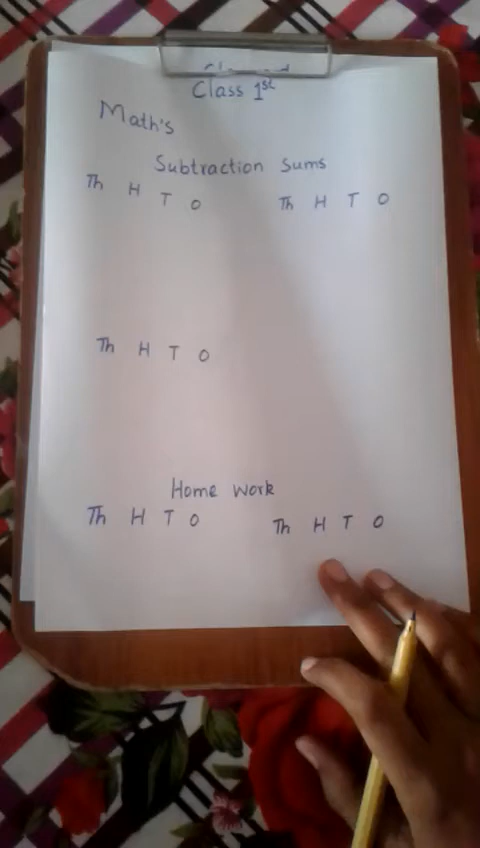 Class 1st
Math's
Subtraction Sums
Th H T O Th H T O
Th H T O
Home Work
Th H T O Th H T O